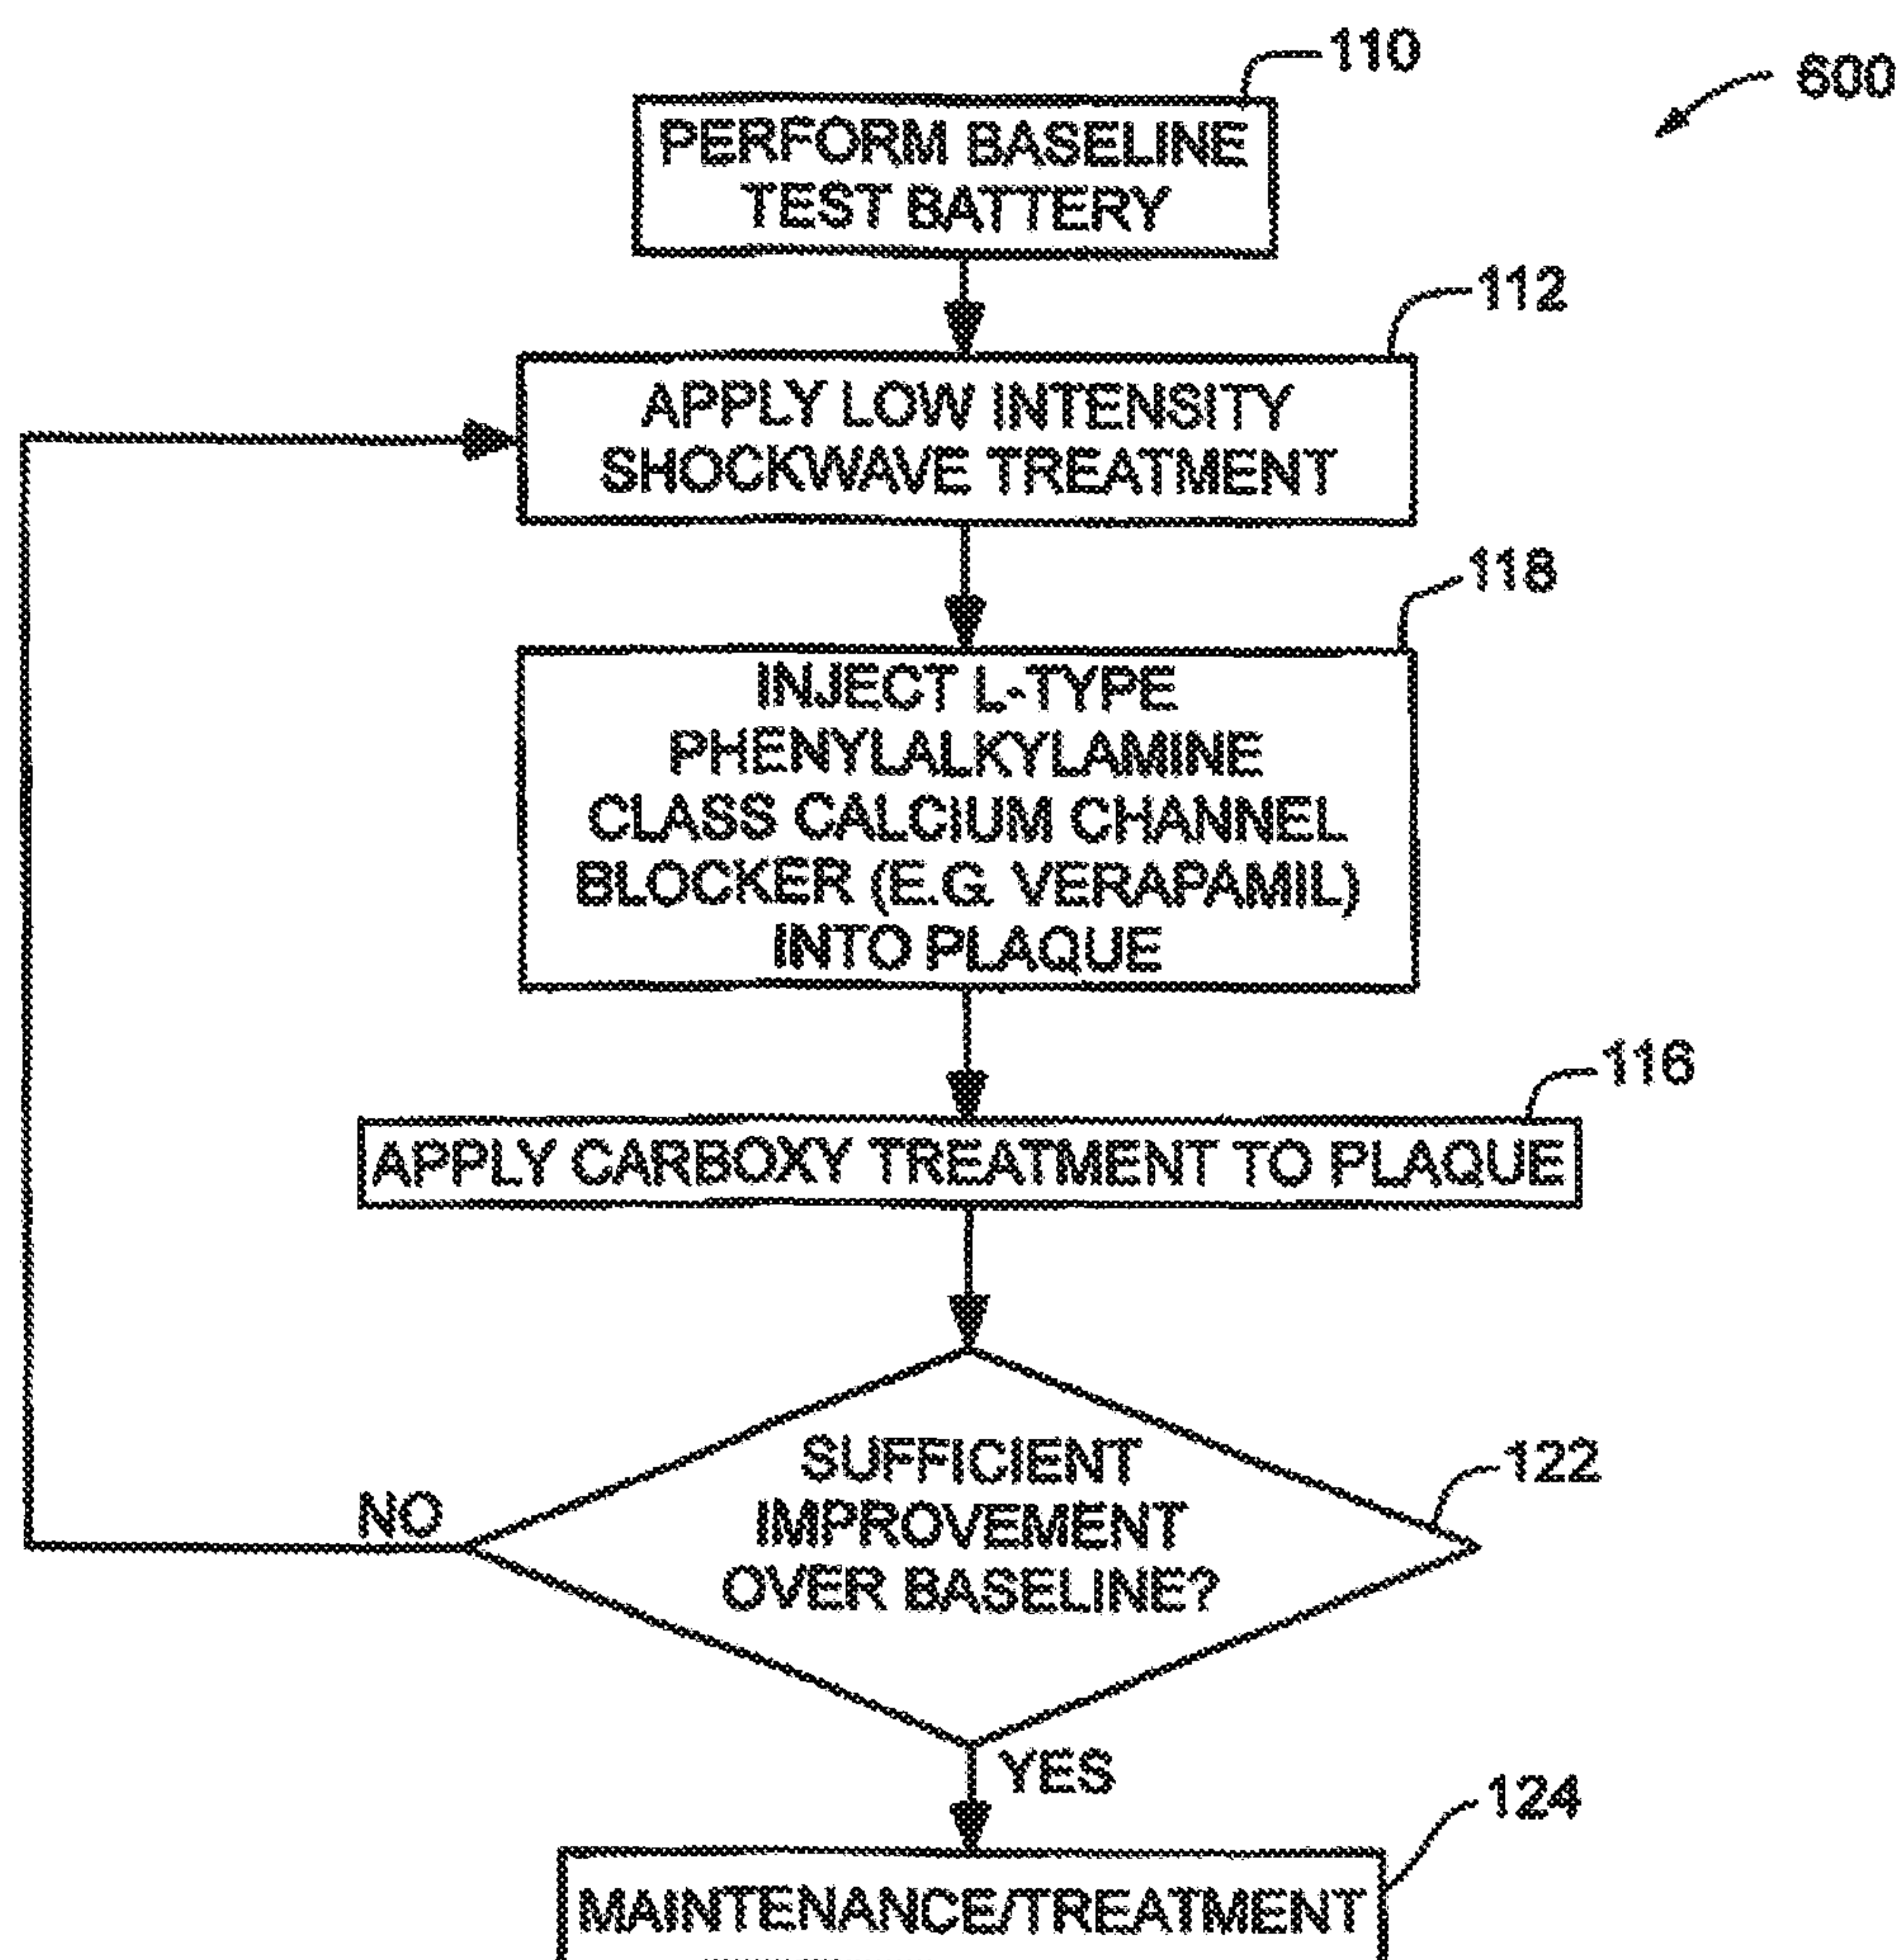 110
600
PERFORM BASELINE
TEST BATTERY
112
APPLY LOW INTENSITY
SHOCKWAVE TREATMENT
118
INJECT L-TYPE
PHENYLALKYLAMINE
CLASS CALCIUM CHANNEL
BLOCKER (E.G. VERAPAMIL)
INTO PLAQUE
116
APPLY CARBOXY TREATMENT TO PLAQUE
SUFFICIENT
IMPROVEMENT
OVER BASELINE?
122
NO
YES
124
MAINTENANCE/TREATMENT